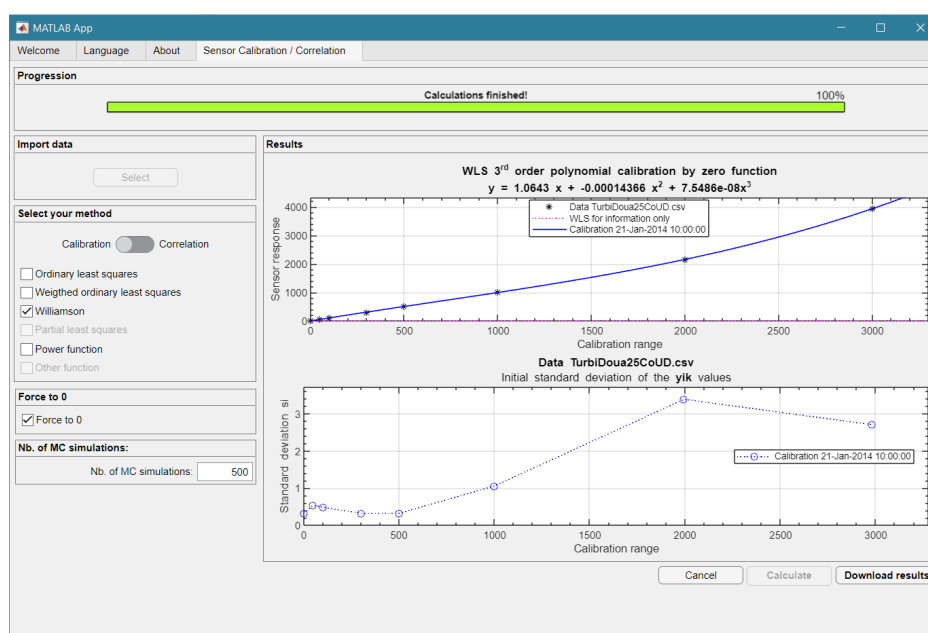 MATLAB App
Welcome Language About Sensor Calibration / Correlation
Progression
Calculations finished! 100%
Import data
Select
Select your method
Calibration Correlation
Ordinary least squares
Weigthed ordinary least squares
Williamson
Partial least squares
Power function
Other function
Force to 0
Force to 0
Nb. of MC simulations:
Nb. of MC simulations: 500
Results
WLS 3rd order polynomial calibration by zero function
y = 1.0643 x + -0.00014366 x² + 7.5486e-08x³
Data TurbiDoua25CoUD.csv
WLS for information only
Calibration 21-Jan-2014 10:00:00
Sensor response
4000
3000
2000
1000
0
0 500 1000 1500 2000 2500 3000
Calibration range
Data TurbiDoua25CoUD.csv
Initial standard deviation of the yik values
Standard deviation si
3
2
1
0
Calibration 21-Jan-2014 10:00:00
0 500 1000 1500 2000 2500 3000
Calibration range
Cancel Calculate Download results